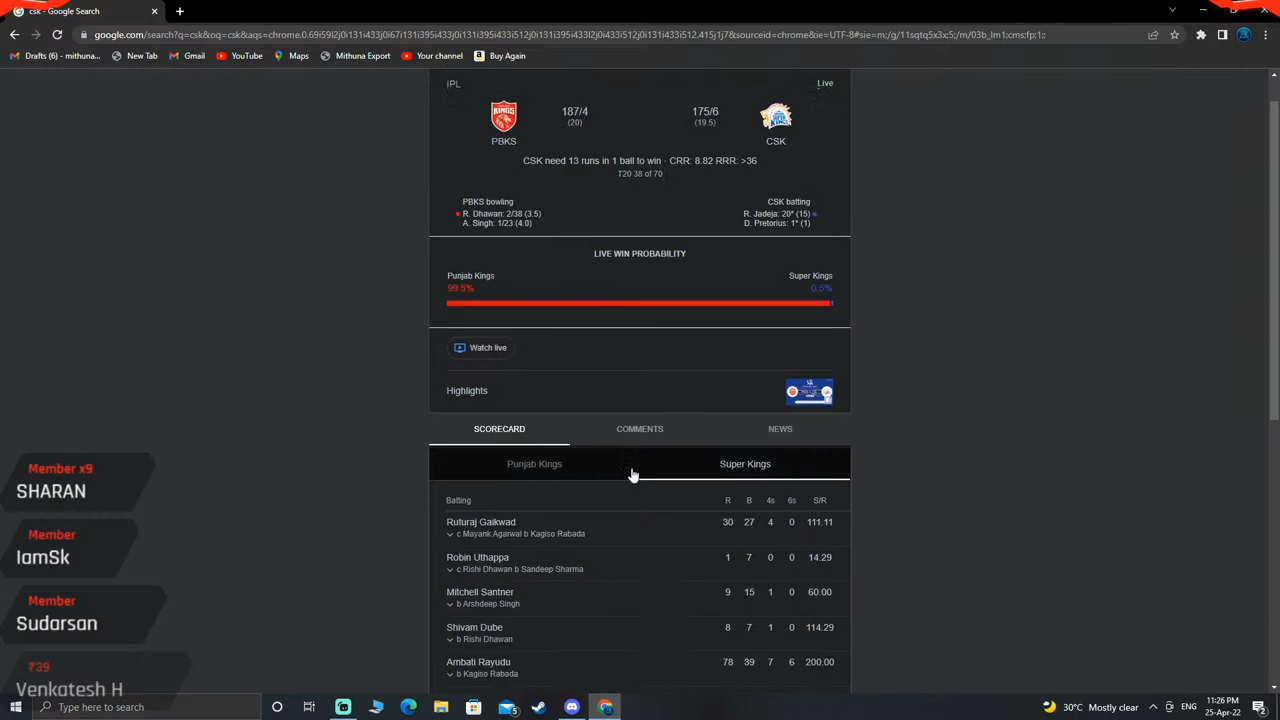 csk - Google Search
google.com/search?q=csk&oq=csk&aqs=chrome.0.69i59l2j0i131i433j0i67i131i395i433j0i131i395i433i512j0i131i395i433l2j0i395i433i512j0i131i395i433i512.415j1j7&sourceid=chrome&ie=UTF-8#sie=m;/g/11sqtq5x3x;5;/m/03b_lm1;cms;fp;1;;
Drafts (6) - mithuna...
New Tab
Gmail
YouTube
Maps
Mithuna Export
Your channel
Buy Again
IPL
Live
187/4
175/6
(20)
(19.5)
PBKS
CSK
CSK need 13 runs in 1 ball to win · CRR: 8.82 RRR: >36
T20 38 of 70
PBKS bowling
CSK batting
R. Dhawan: 2/38 (3.5)
R. Jadeja: 20* (15)
A. Singh: 1/23 (4.0)
D. Pretorius: 1* (1)
LIVE WIN PROBABILITY
Punjab Kings
Super Kings
99.5%
0.5%
Watch live
Highlights
SCORECARD
COMMENTS
NEWS
Punjab Kings
Super Kings
Batting R B 4s 6s S/R
Ruturaj Gaikwad 30 27 4 0 111.11
c Mayank Agarwal b Kagiso Rabada
Robin Uthappa 1 7 0 0 14.29
c Rishi Dhawan b Sandeep Sharma
Mitchell Santner 9 15 1 0 60.00
b Arshdeep Singh
Shivam Dube 8 7 1 0 114.29
b Rishi Dhawan
Ambati Rayudu 78 39 7 6 200.00
b Kagiso Rabada
Member x9
SHARAN
Member
IamSk
Member
Sudarsan
₹39
Venkatesh H
Type here to search
5
30°C Mostly clear
ENG
11:26 PM
25-Apr-22
2